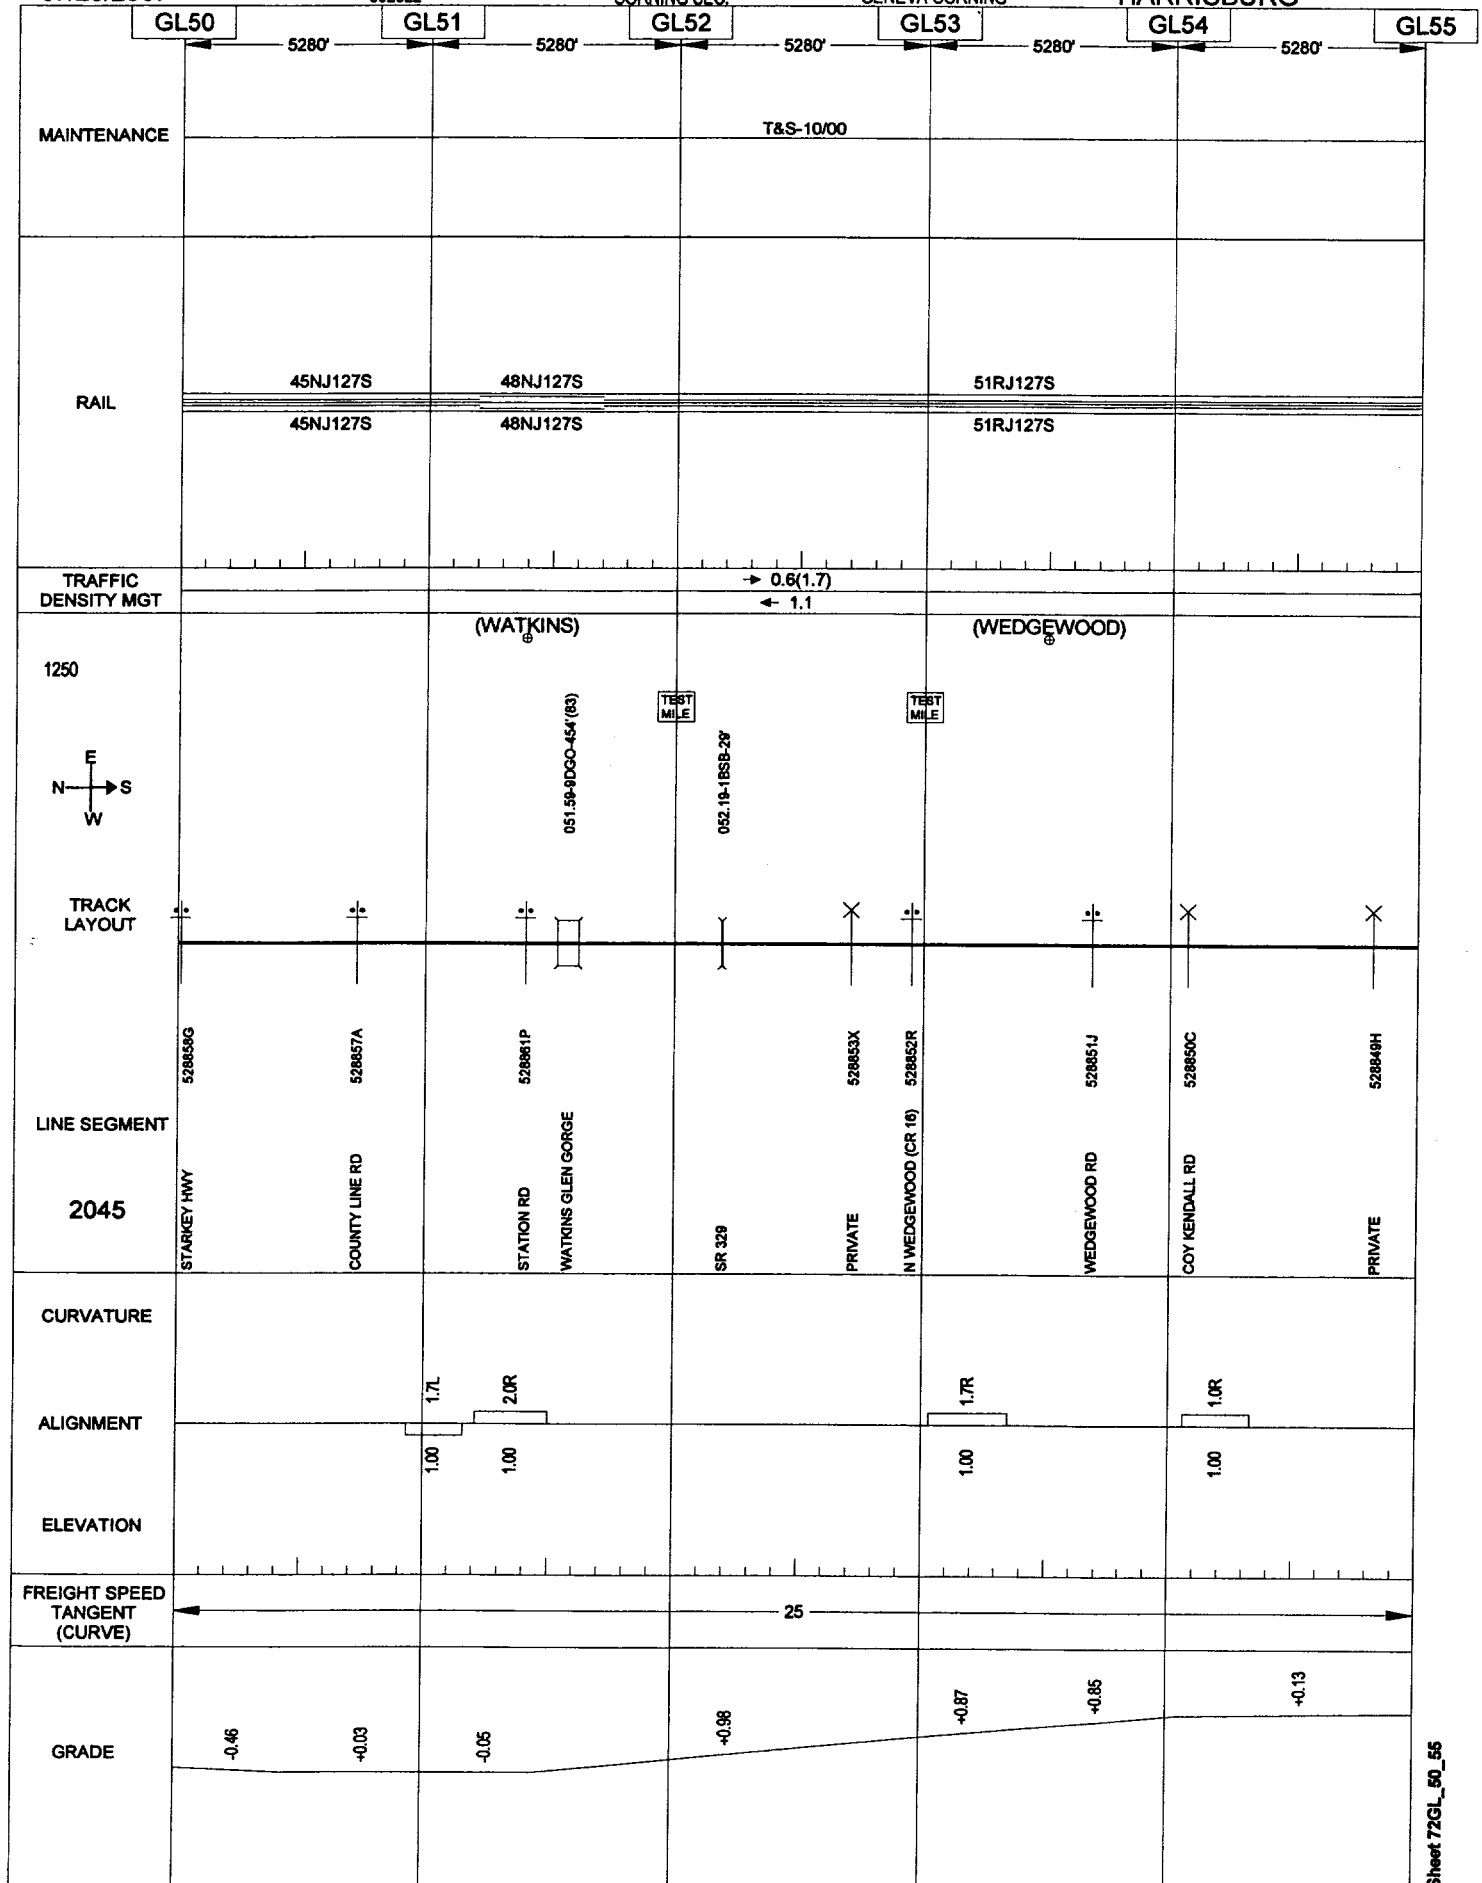 HARRISBURG
GL50 GL51 GL52 GL53 GL54 GL55
5280' 5280' 5280' 5280' 5280'
MAINTENANCE
T&S-10/00
RAIL
45NJ127S 48NJ127S 51RJ127S
45NJ127S 48NJ127S 51RJ127S
TRAFFIC
DENSITY MGT
→ 0.6(1.7)
← 1.1
(WATKINS) (WEDGEWOOD)
1250
TEST
MILE
TEST
MILE
051.59-9DGO-454'(83)
052.19-1BSB-29'
E
N S
W
TRACK
LAYOUT
528858G
528857A
528861P
528853X
528852R
528851J
528850C
528849H
LINE SEGMENT
2045
STARKEY HWY
COUNTY LINE RD
STATION RD
WATKINS GLEN GORGE
SR 329
PRIVATE
N WEDGEWOOD (CR 16)
WEDGEWOOD RD
COY KENDALL RD
PRIVATE
CURVATURE
1.7L 2.0R 1.7R 1.0R
ALIGNMENT
1.00 1.00 1.00 1.00
ELEVATION
FREIGHT SPEED
TANGENT
(CURVE)
25
GRADE
-0.46
+0.03
-0.05
+0.98
+0.87
+0.85
+0.13
Sheet 72GL_50_55